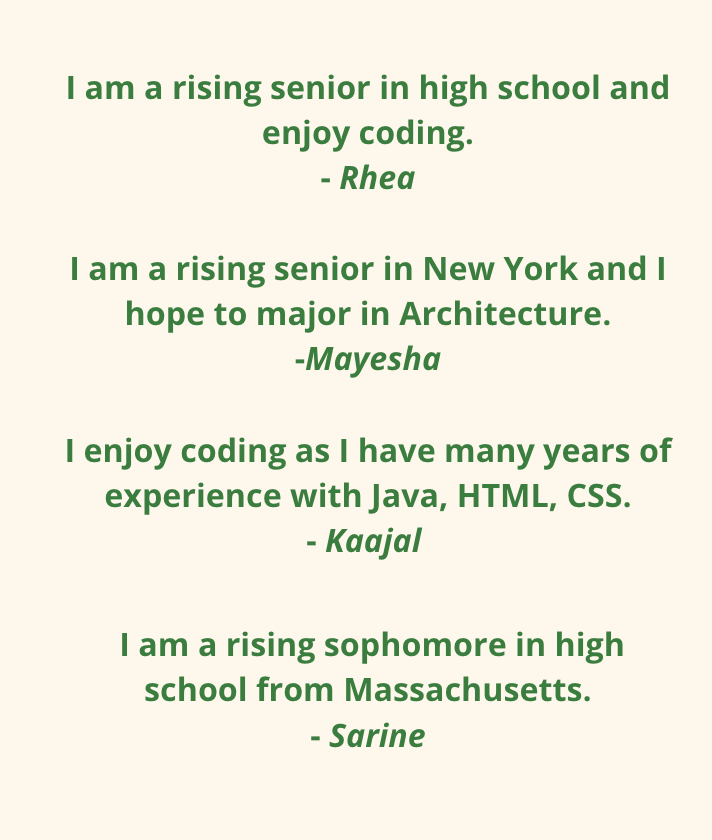 I am a rising senior in high school and
enjoy coding.
- Rhea
I am a rising senior in New York and I
hope to major in Architecture.
-Mayesha
I enjoy coding as I have many years of
experience with Java, HTML, CSS.
- Kaajal
I am a rising sophomore in high
school from Massachusetts.
- Sarine